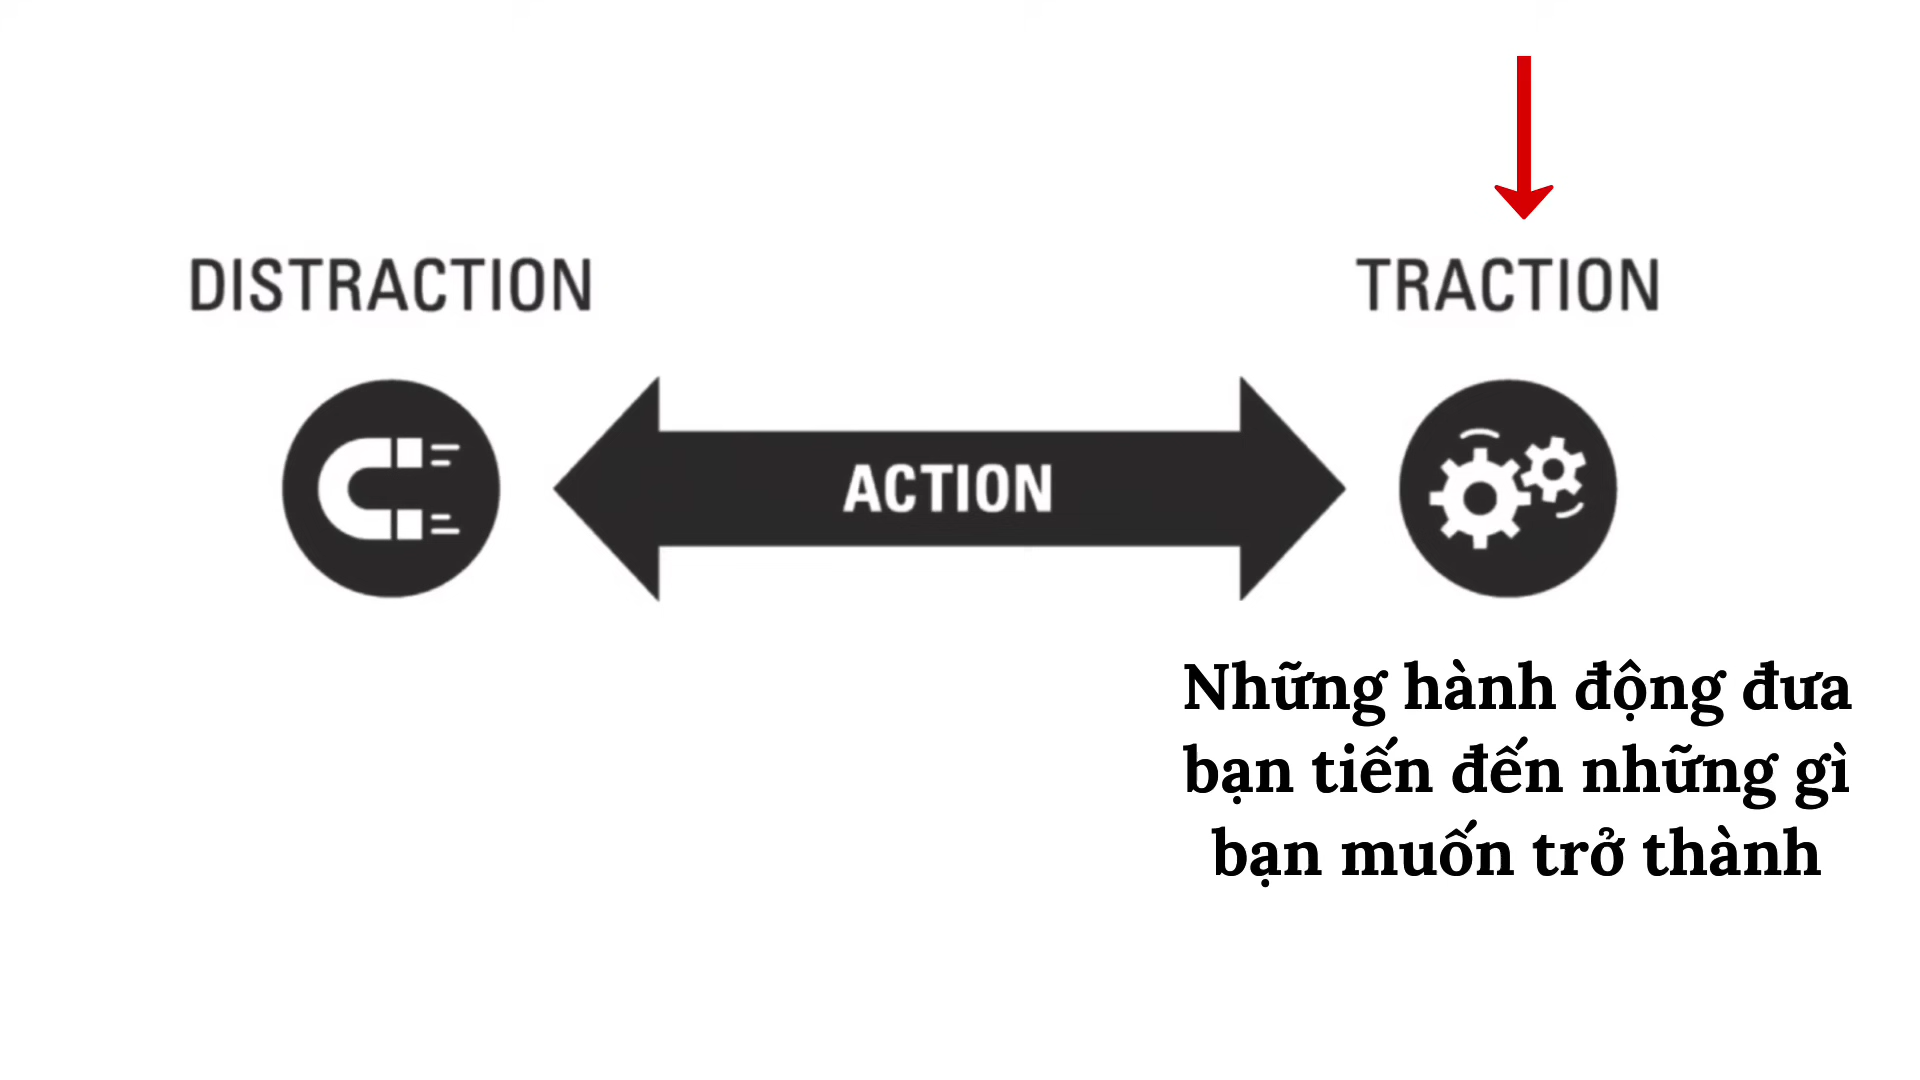 DISTRACTION
TRACTION
ACTION
Những hành động đưa
bạn tiến đến những gì
bạn muốn trở thành